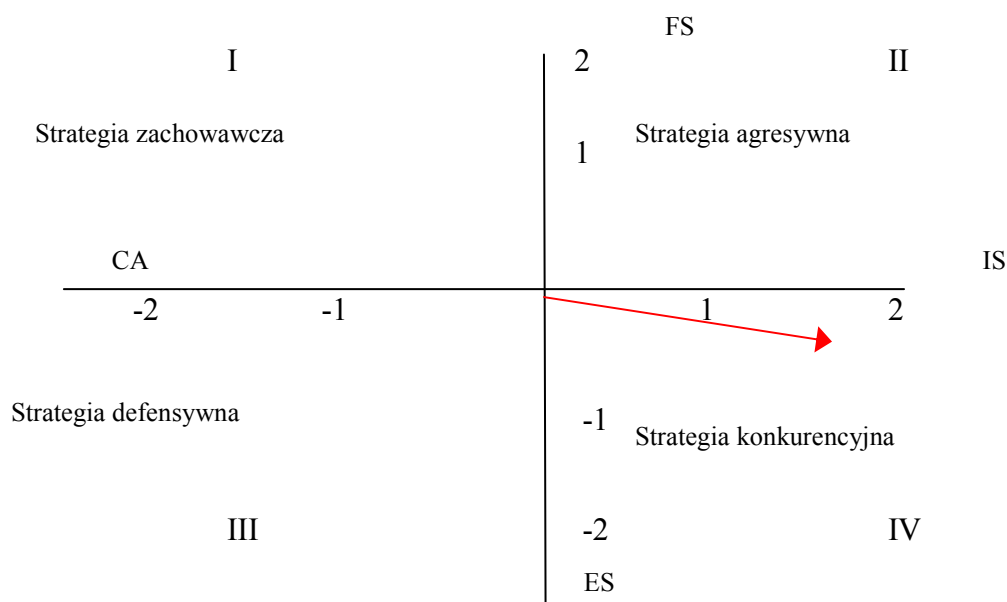 FS
I 2 II
Strategia zachowawcza Strategia agresywna
1
CA IS
-2 -1 1 2
Strategia defensywna -1
Strategia konkurencyjna
III -2 IV
ES